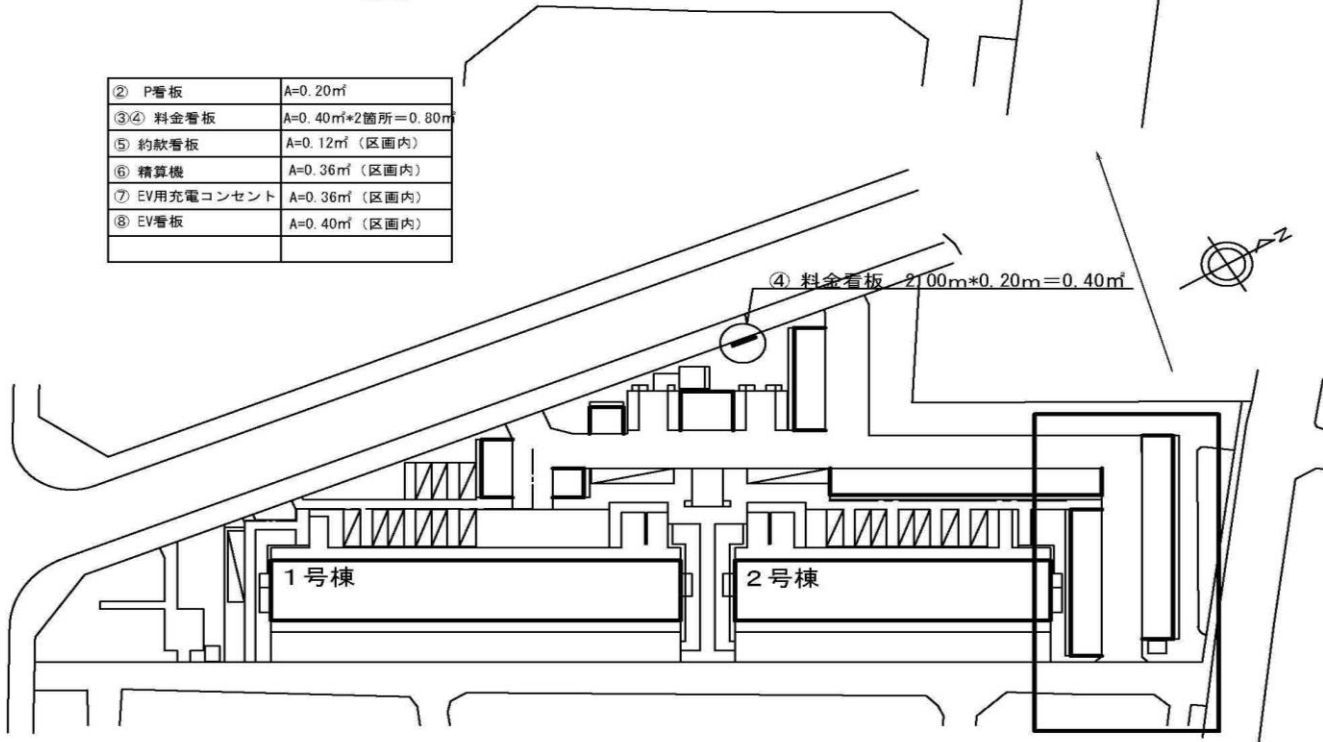 ② P看板 A=0.20㎡
③④ 料金看板 A=0.40㎡*2箇所=0.80㎡
⑤ 約款看板 A=0.12㎡ (区画内)
⑥ 精算機 A=0.36㎡ (区画内)
⑦ EV用充電コンセント A=0.36㎡ (区画内)
⑧ EV看板 A=0.40㎡ (区画内)
N
④ 料金看板 2.00m*0.20m=0.40㎡
1号棟
2号棟